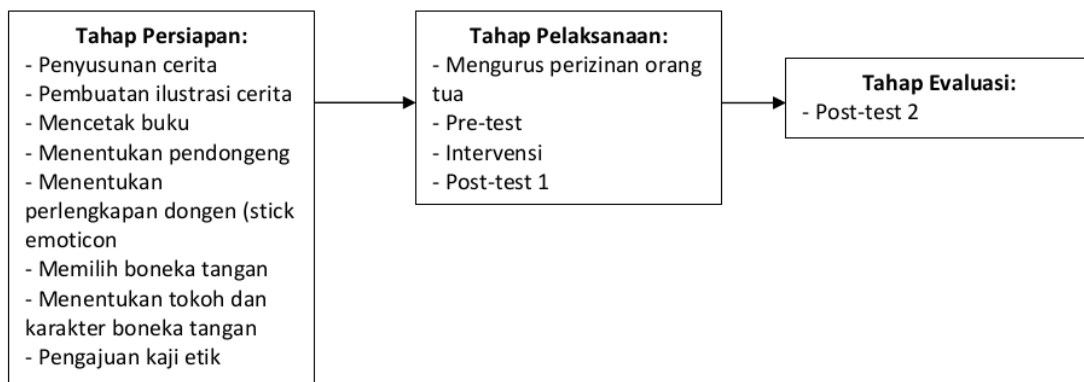 Tahap Persiapan:
- Penyusunan cerita
- Pembuatan ilustrasi cerita
- Mencetak buku
- Menentukan pendongeng
- Menentukan
perlengkapan dongen (stick
emoticon
- Memilih boneka tangan
- Menentukan tokoh dan
karakter boneka tangan
- Pengajuan kaji etik
Tahap Pelaksanaan:
- Mengurus perizinan orang
tua
- Pre-test
- Intervensi
- Post-test 1
Tahap Evaluasi:
- Post-test 2